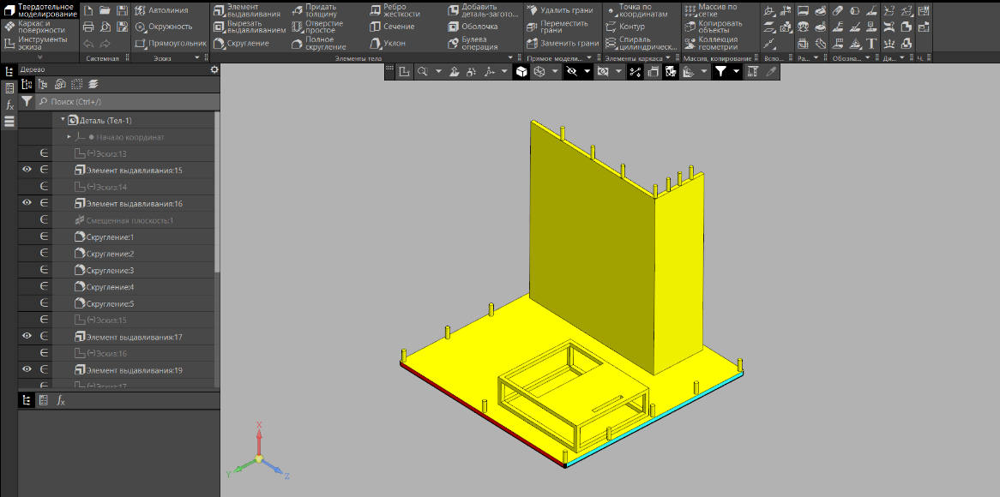 Твердотельное моделирование
Каркас и поверхности
Инструменты эскиза
Системная
Автолиния
Окружность
Прямоугольник
Эскиз
Элемент выдавливания
Вырезать выдавливанием
Скругление
Придать толщину
Отверстие простое
Полное скругление
Ребро жесткости
Сечение
Уклон
Добавить деталь-загото...
Оболочка
Булева операция
Элементы тела
Удалить грани
Переместить грани
Заменить грани
Прямое модели...
Точка по координатам
Контур
Спираль цилиндрическ...
Элементы каркаса
Массив по сетке
Копировать объекты
Коллекция геометрии
Массив, копирование
Вспо...
Ра...
Обозна...
Ди...
Ч.
Дерево
Поиск (Ctrl+/)
Деталь (Тел-1)
Начало координат
(-)Эскиз:13
Элемент выдавливания:15
(-)Эскиз:14
Элемент выдавливания:16
Смещенная плоскость:1
Скругление:1
Скругление:2
Скругление:3
Скругление:4
Скругление:5
(-)Эскиз:15
Элемент выдавливания:17
(-)Эскиз:16
Элемент выдавливания:19
(-)Эскиз:17
X
Y
Z